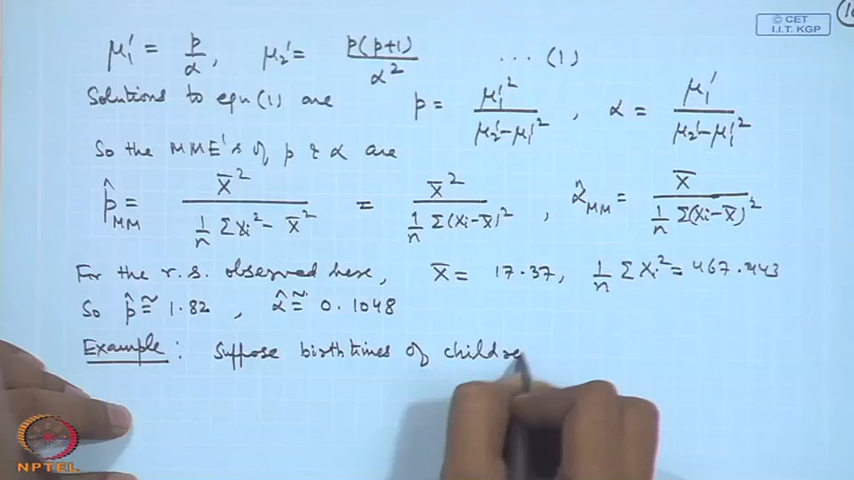 © CET
I.I.T. KGP
μ₁' = p/α, μ₂' = p(p+1)/α² ... (1)
Solutions to eqn (1) are p = μ₁'²/(μ₂'-μ₁'²), α = μ₁'/(μ₂'-μ₁'²)
So the MME's of p & α are
p̂_MM = X̄²/(1/n ΣXi² - X̄²) = X̄²/(1/n Σ(Xi-X̄)²), α̂_MM = X̄/(1/n Σ(Xi-X̄)²)
For the r.s. observed here, X̄ = 17.37, 1/n ΣXi² = 467.443
So p̂ ≅ 1.82, α̂ ≅ 0.1048
Example: Suppose birthtimes of childre
NPTEL